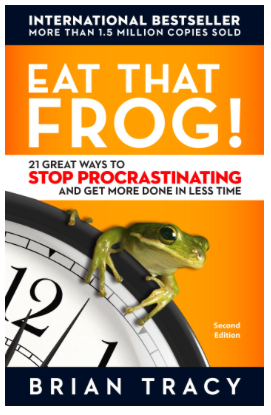 INTERNATIONAL BESTSELLER
MORE THAN 1.5 MILLION COPIES SOLD
EAT THAT
FROG!
21 GREAT WAYS TO
STOP PROCRASTINATING
AND GET MORE DONE IN LESS TIME
12
1
Second
Edition
BRIAN TRACY